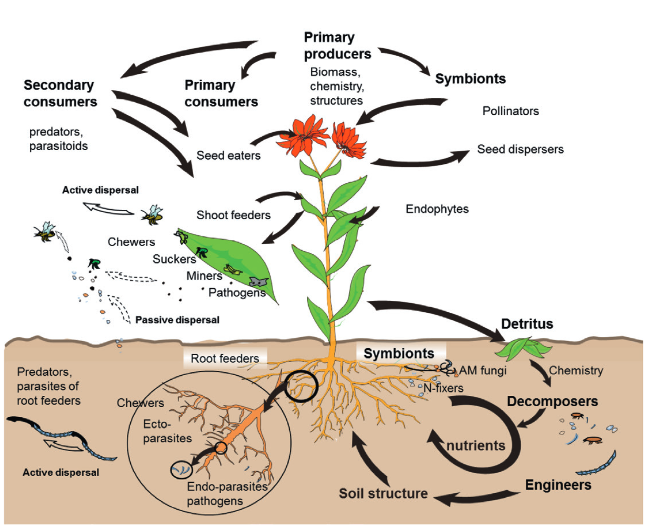 Primary
producers
Biomass,
chemistry,
structures
Secondary
consumers
predators,
parasitoids
Primary
consumers
Symbionts
Pollinators
Seed eaters
Seed dispersers
Active dispersal
Shoot feeders
Endophytes
Chewers
Suckers
Miners
Pathogens
Passive dispersal
Detritus
Root feeders
Symbionts
AM fungi
Chemistry
N-fixers
Predators,
parasites of
root feeders
Chewers
Decomposers
Ecto-
parasites
nutrients
Active dispersal
Endo-parasites
pathogens
Soil structure
Engineers